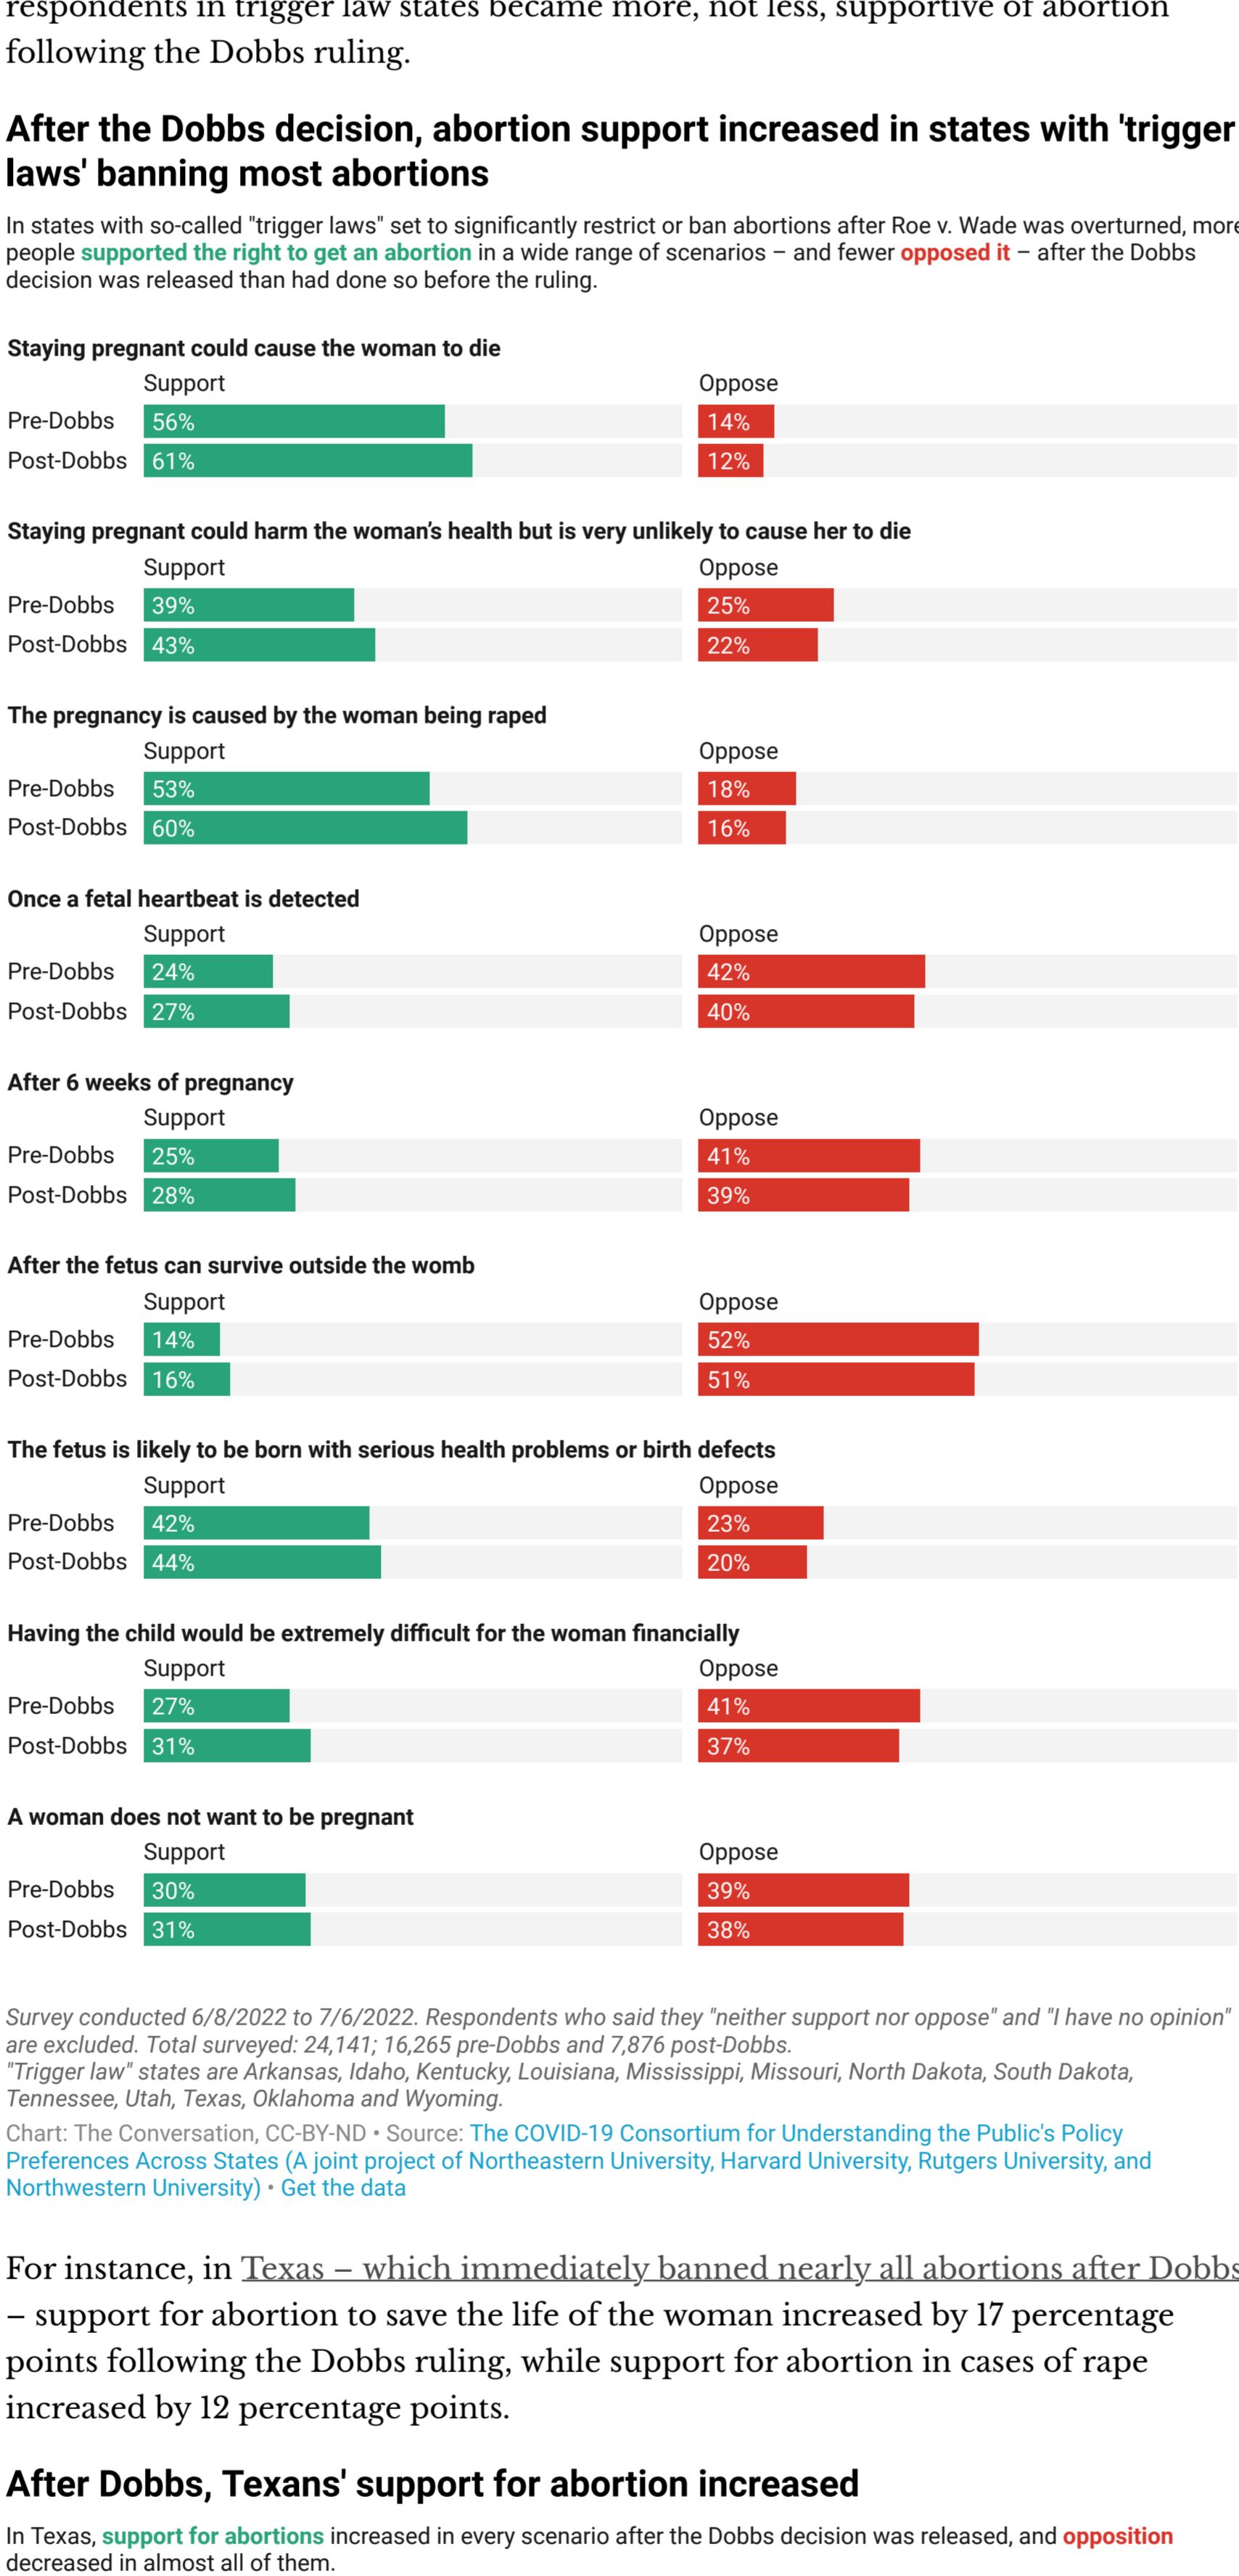 respondents in trigger law states became more, not less, supportive of abortion
following the Dobbs ruling.
After the Dobbs decision, abortion support increased in states with 'trigger
laws' banning most abortions
In states with so-called "trigger laws" set to significantly restrict or ban abortions after Roe v. Wade was overturned, more
people supported the right to get an abortion in a wide range of scenarios – and fewer opposed it – after the Dobbs
decision was released than had done so before the ruling.
Staying pregnant could cause the woman to die
Support Oppose
Pre-Dobbs 56% 14%
Post-Dobbs 61% 12%
Staying pregnant could harm the woman's health but is very unlikely to cause her to die
Support Oppose
Pre-Dobbs 39% 25%
Post-Dobbs 43% 22%
The pregnancy is caused by the woman being raped
Support Oppose
Pre-Dobbs 53% 18%
Post-Dobbs 60% 16%
Once a fetal heartbeat is detected
Support Oppose
Pre-Dobbs 24% 42%
Post-Dobbs 27% 40%
After 6 weeks of pregnancy
Support Oppose
Pre-Dobbs 25% 41%
Post-Dobbs 28% 39%
After the fetus can survive outside the womb
Support Oppose
Pre-Dobbs 14% 52%
Post-Dobbs 16% 51%
The fetus is likely to be born with serious health problems or birth defects
Support Oppose
Pre-Dobbs 42% 23%
Post-Dobbs 44% 20%
Having the child would be extremely difficult for the woman financially
Support Oppose
Pre-Dobbs 27% 41%
Post-Dobbs 31% 37%
A woman does not want to be pregnant
Support Oppose
Pre-Dobbs 30% 39%
Post-Dobbs 31% 38%
Survey conducted 6/8/2022 to 7/6/2022. Respondents who said they "neither support nor oppose" and "I have no opinion"
are excluded. Total surveyed: 24,141; 16,265 pre-Dobbs and 7,876 post-Dobbs.
"Trigger law" states are Arkansas, Idaho, Kentucky, Louisiana, Mississippi, Missouri, North Dakota, South Dakota,
Tennessee, Utah, Texas, Oklahoma and Wyoming.
Chart: The Conversation, CC-BY-ND • Source: The COVID-19 Consortium for Understanding the Public's Policy
Preferences Across States (A joint project of Northeastern University, Harvard University, Rutgers University, and
Northwestern University) • Get the data
For instance, in Texas – which immediately banned nearly all abortions after Dobbs
– support for abortion to save the life of the woman increased by 17 percentage
points following the Dobbs ruling, while support for abortion in cases of rape
increased by 12 percentage points.
After Dobbs, Texans' support for abortion increased
In Texas, support for abortions increased in every scenario after the Dobbs decision was released, and opposition
decreased in almost all of them.